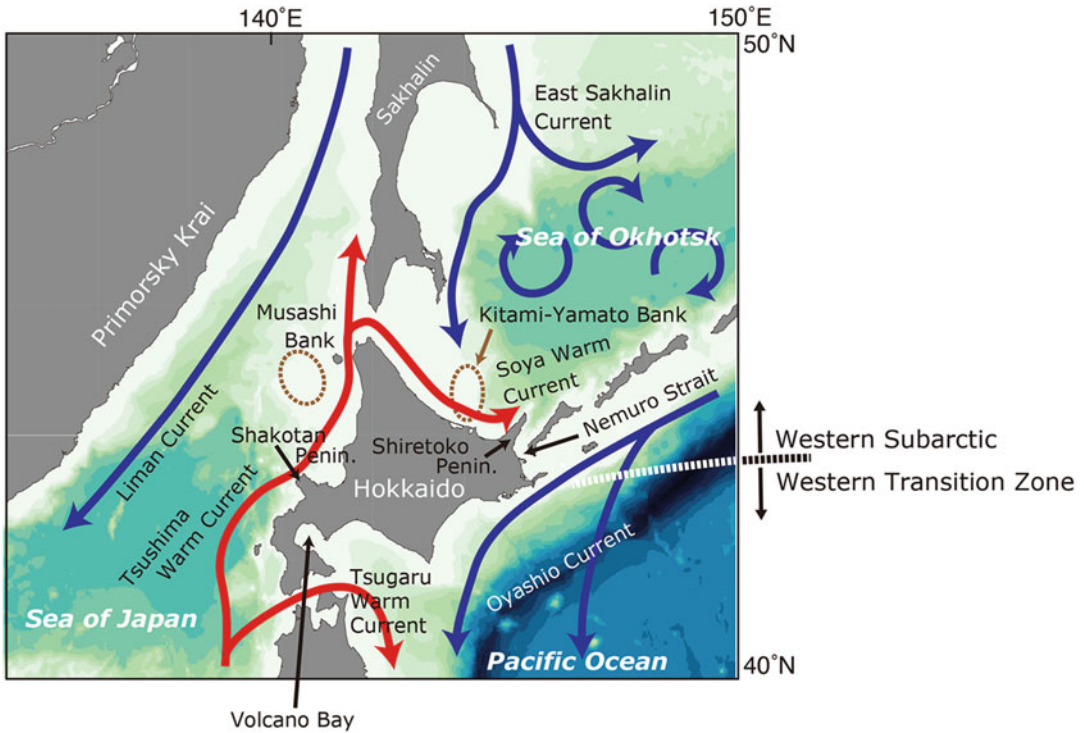 140°E
150°E
50°N
Sakhalin
East Sakhalin
Current
Primorsky Krai
Sea of Okhotsk
Musashi
Bank
Kitami-Yamato Bank
Soya Warm
Current
Nemuro Strait
Liman Current
Shakotan
Penin.
Shiretoko
Penin.
Western Subarctic
Western Transition Zone
Hokkaido
Tsushima
Warm Current
Oyashio Current
Tsugaru
Warm
Current
Sea of Japan
Pacific Ocean
40°N
Volcano Bay